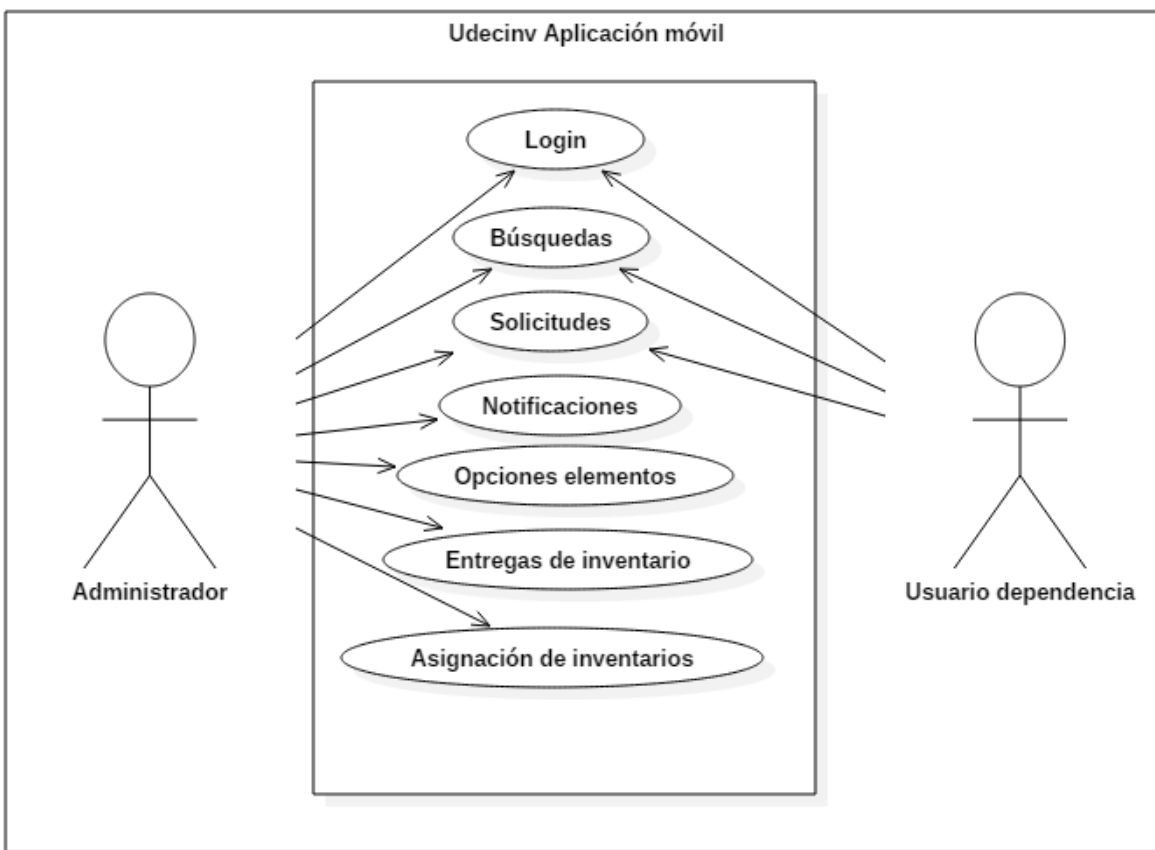 Udecinv Aplicación móvil
Login
Búsquedas
Solicitudes
Notificaciones
Opciones elementos
Entregas de inventario
Asignación de inventarios
Administrador
Usuario dependencia